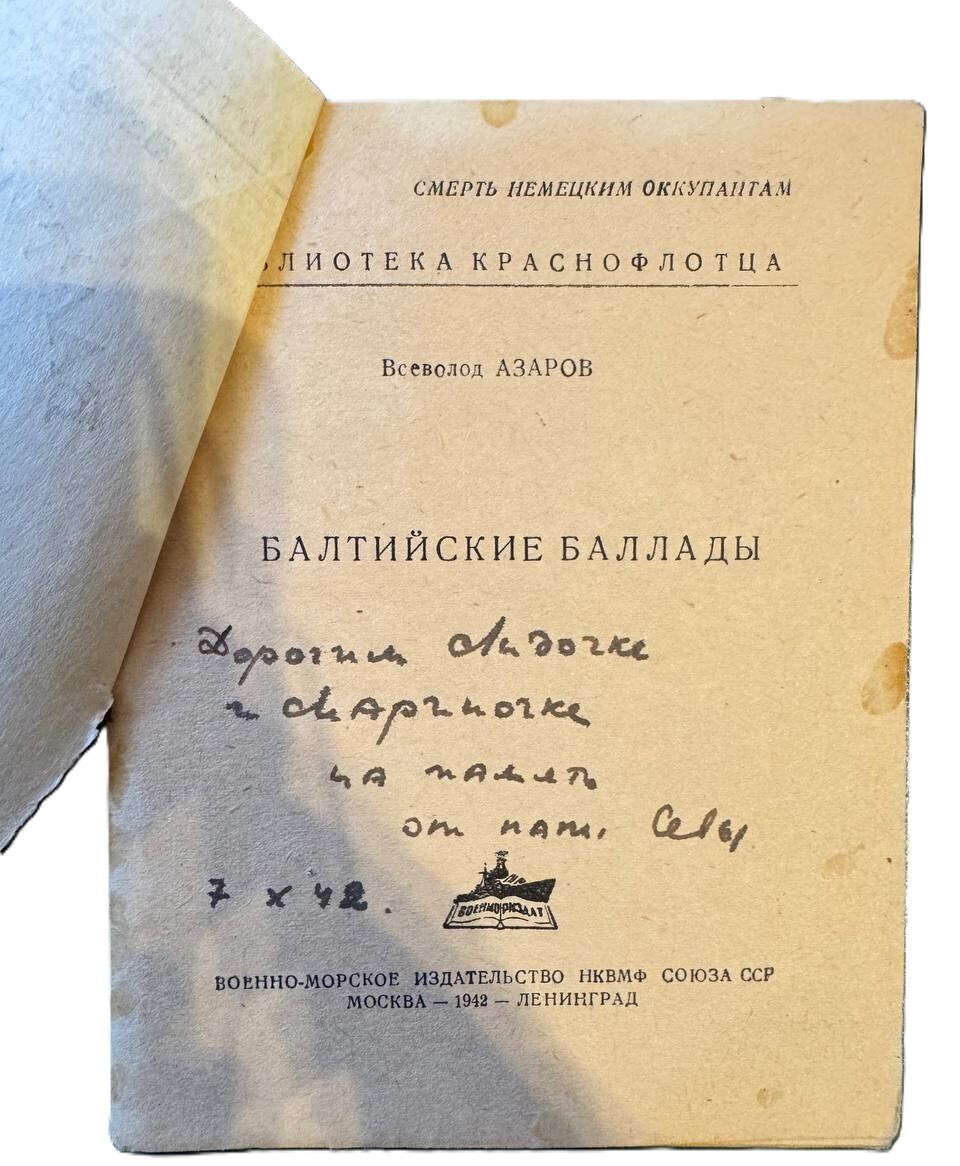 СМЕРТЬ НЕМЕЦКИМ ОККУПАНТАМ
БЛИОТЕКА КРАСНОФЛОТЦА
Всеволод АЗАРОВ
БАЛТИЙСКИЕ БАЛЛАДЫ
Дорогим Лидочке
и Мариночке
на память
от Севы
7 X 42.
ВОЕНМОРИЗДАТ
ВОЕННО-МОРСКОЕ ИЗДАТЕЛЬСТВО НКВМФ СОЮЗА ССР
МОСКВА — 1942 — ЛЕНИНГРАД